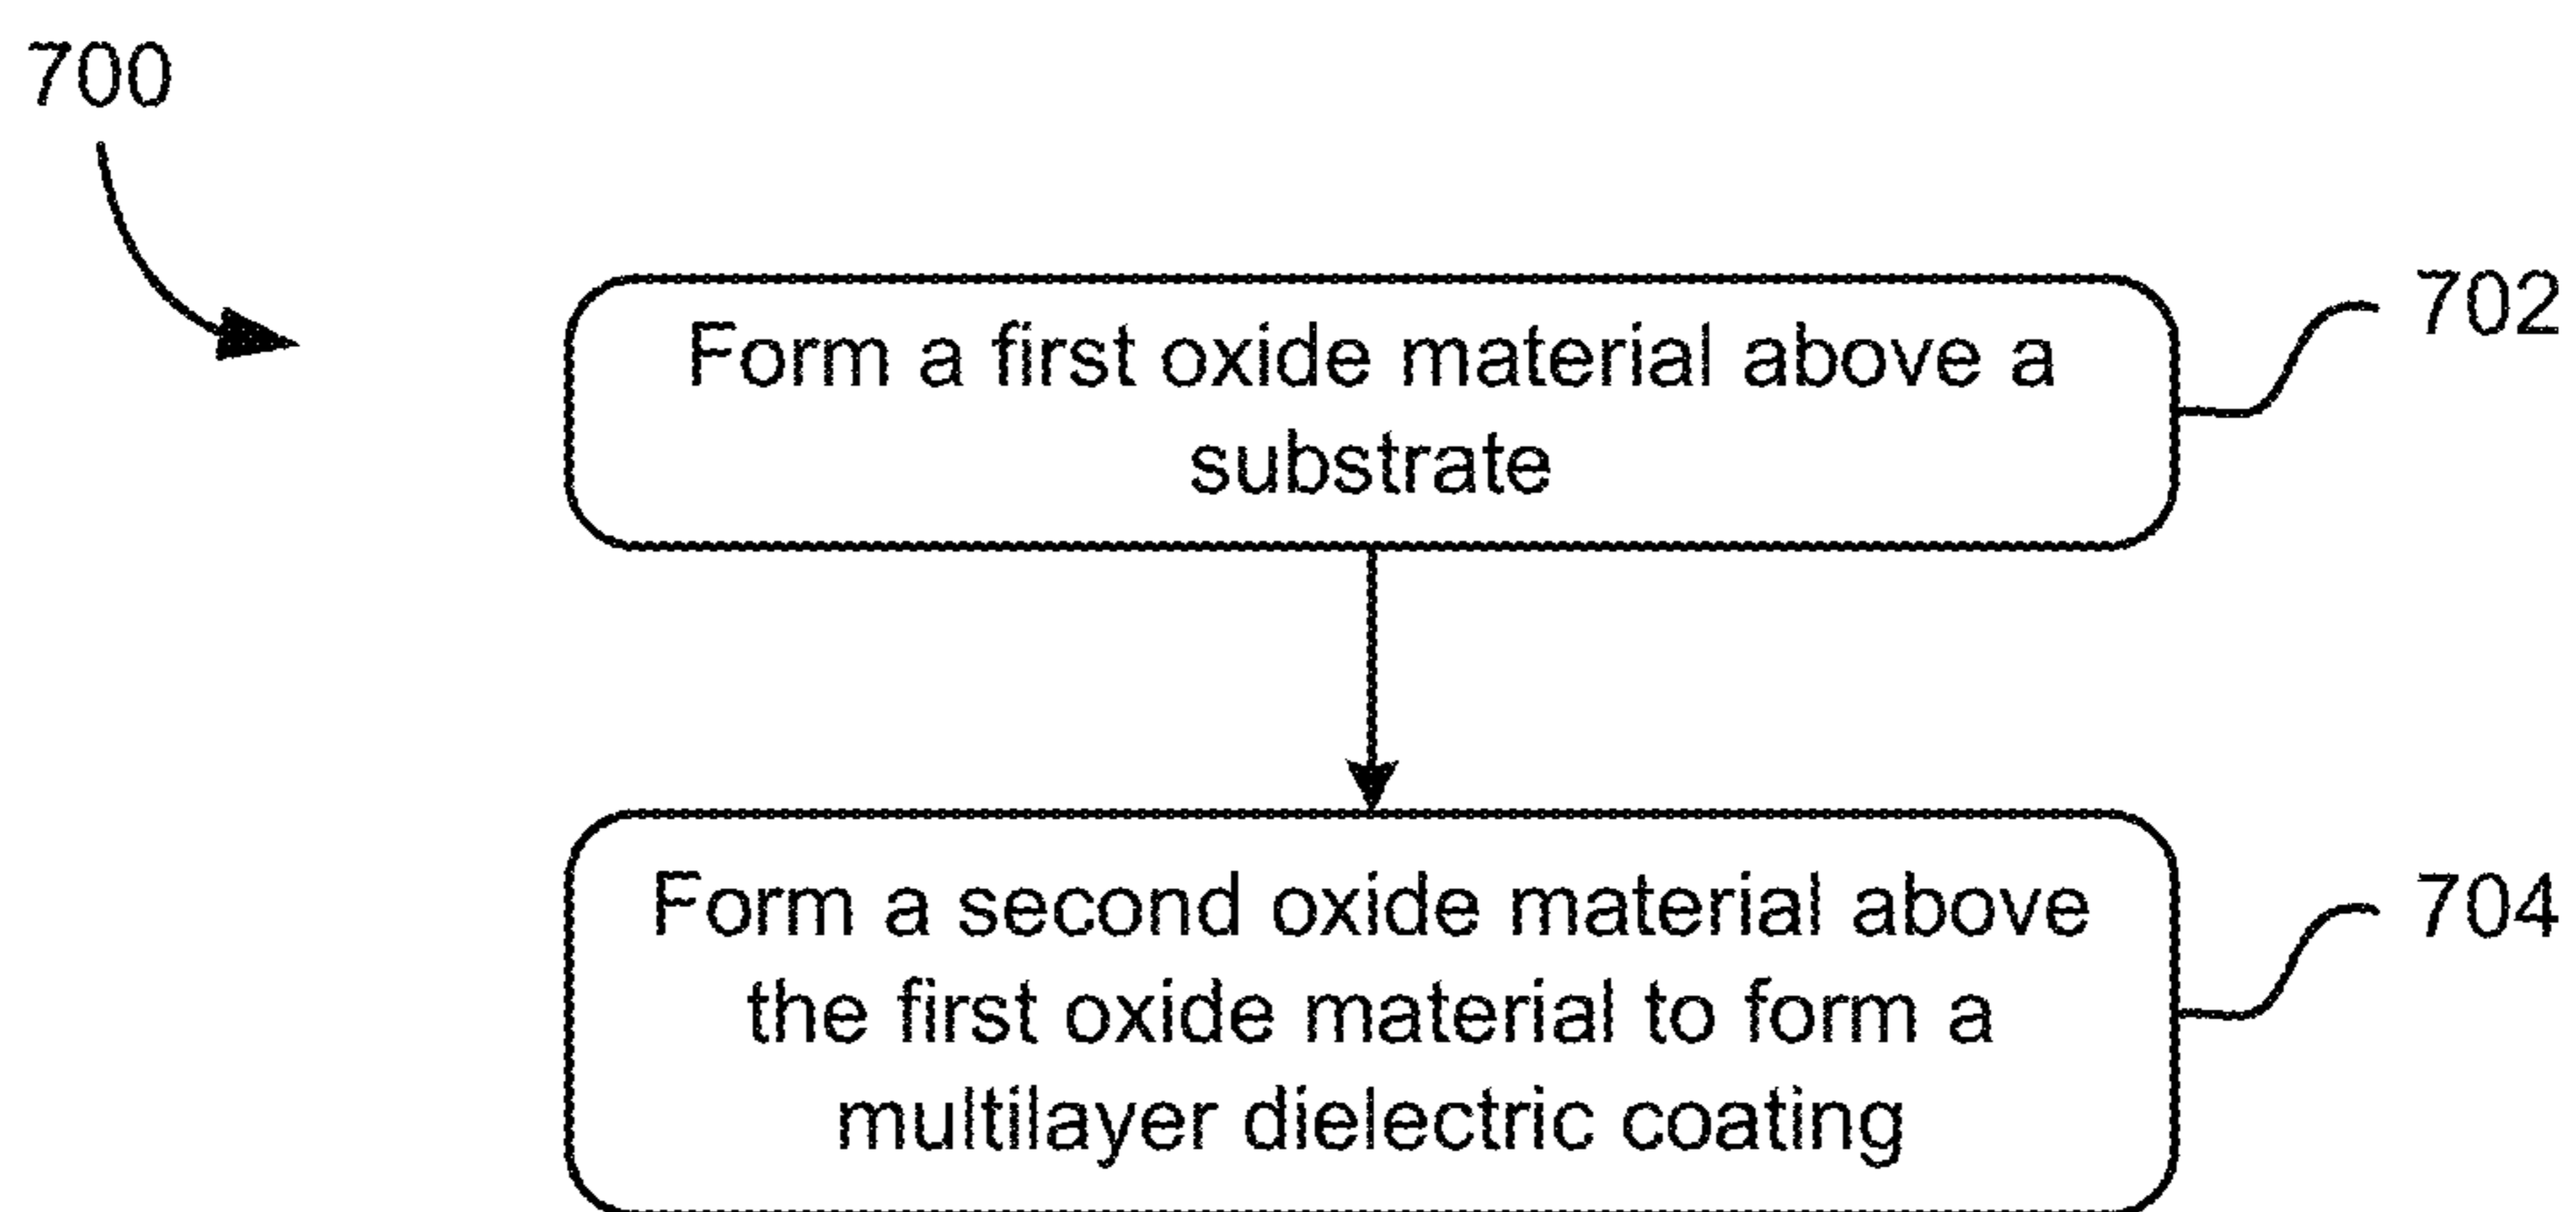 700
Form a first oxide material above a
substrate
702
Form a second oxide material above
the first oxide material to form a
multilayer dielectric coating
704